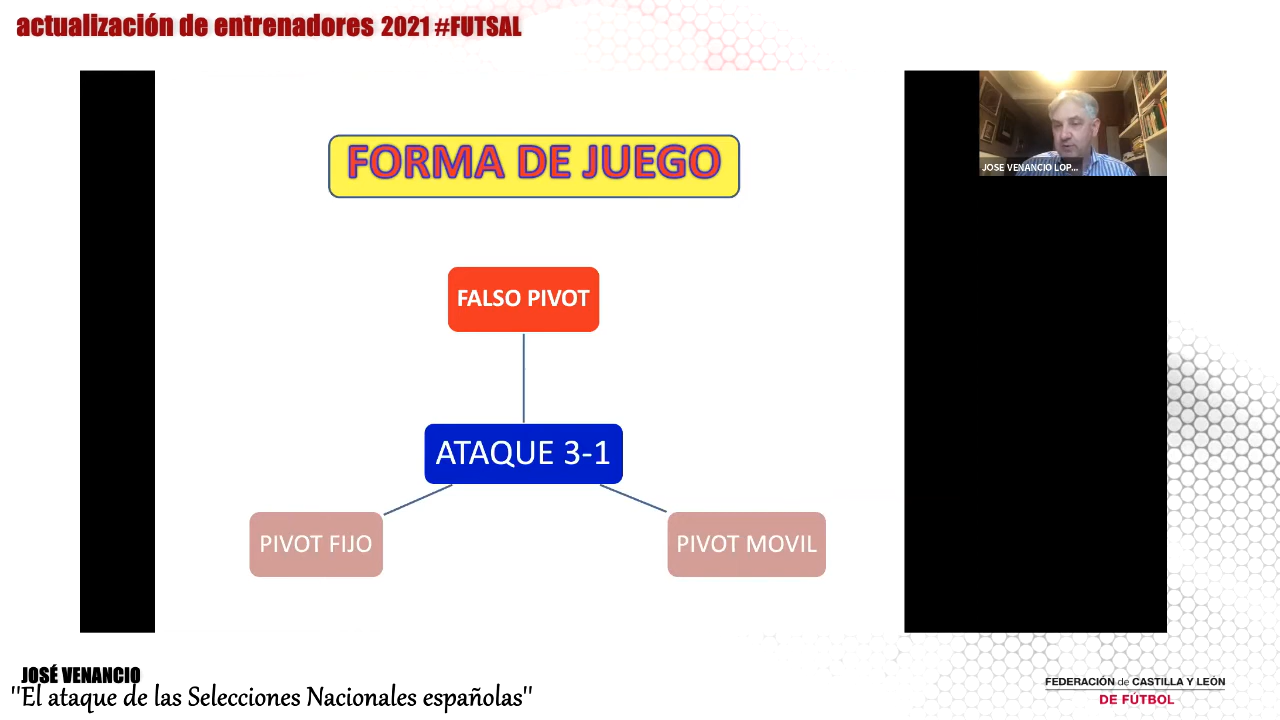 actualización de entrenadores 2021 #FUTSAL
JOSE VENANCIO LOP...
FORMA DE JUEGO
FALSO PIVOT
ATAQUE 3-1
PIVOT FIJO
PIVOT MOVIL
JOSÉ VENANCIO
"El ataque de las Selecciones Nacionales españolas"
FEDERACIÓN de CASTILLA Y LEÓN
DE FÚTBOL